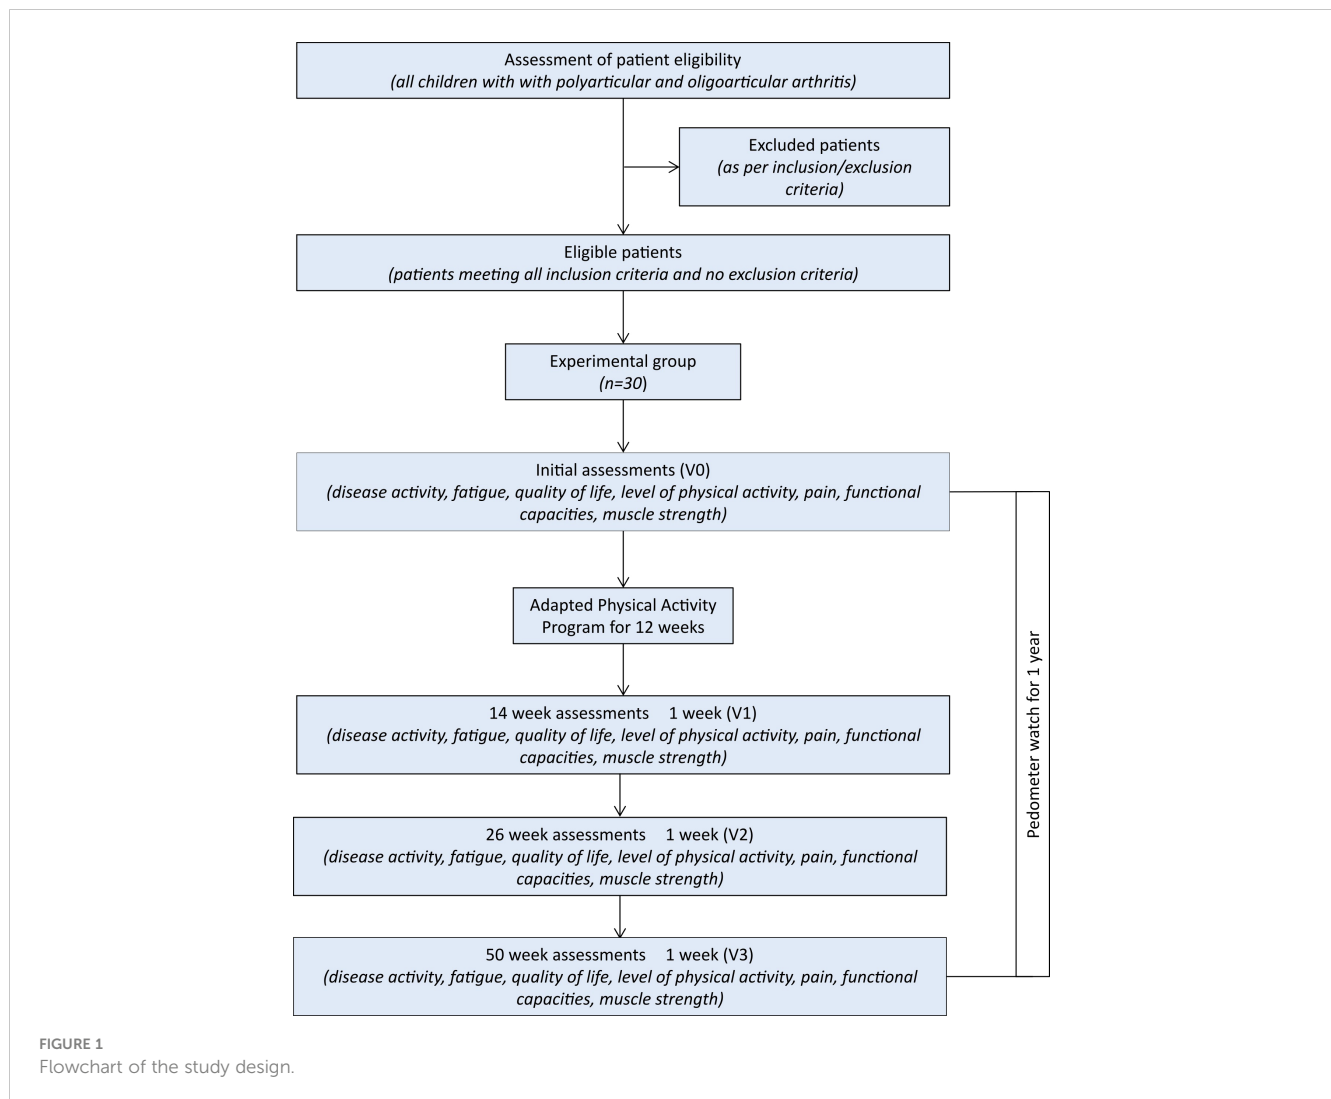 Assessment of patient eligibility
(all children with with polyarticular and oligoarticular arthritis)
Excluded patients
(as per inclusion/exclusion
criteria)
Eligible patients
(patients meeting all inclusion criteria and no exclusion criteria)
Experimental group
(n=30)
Initial assessments (V0)
(disease activity, fatigue, quality of life, level of physical activity, pain, functional
capacities, muscle strength)
Adapted Physical Activity
Program for 12 weeks
14 week assessments 1 week (V1)
(disease activity, fatigue, quality of life, level of physical activity, pain, functional
capacities, muscle strength)
26 week assessments 1 week (V2)
(disease activity, fatigue, quality of life, level of physical activity, pain, functional
capacities, muscle strength)
50 week assessments 1 week (V3)
(disease activity, fatigue, quality of life, level of physical activity, pain, functional
capacities, muscle strength)
Pedometer watch for 1 year
FIGURE 1
Flowchart of the study design.